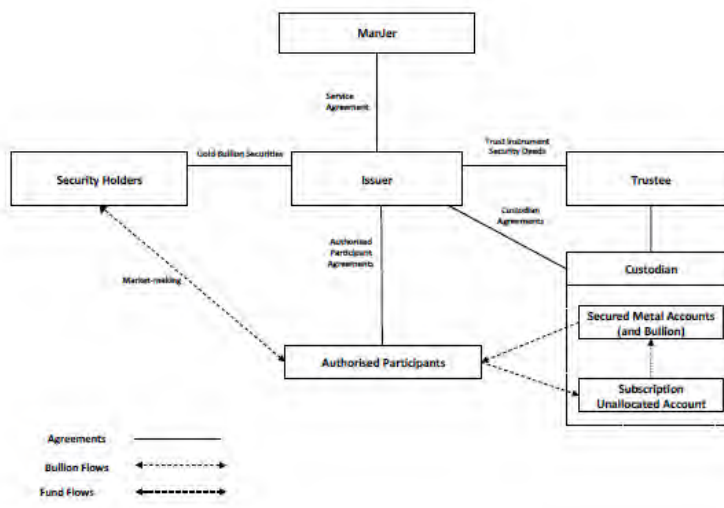 ManJer
Service
Agreement
Gold Bullion Securities
Trust Instrument
Security Deeds
Security Holders
Issuer
Trustee
Custodian
Agreements
Authorised
Participant
Agreements
Custodian
Market-making
Secured Metal Accounts
(and Bullion)
Authorised Participants
Subscription
Unallocated Account
Agreements
Bullion Flows
Fund Flows